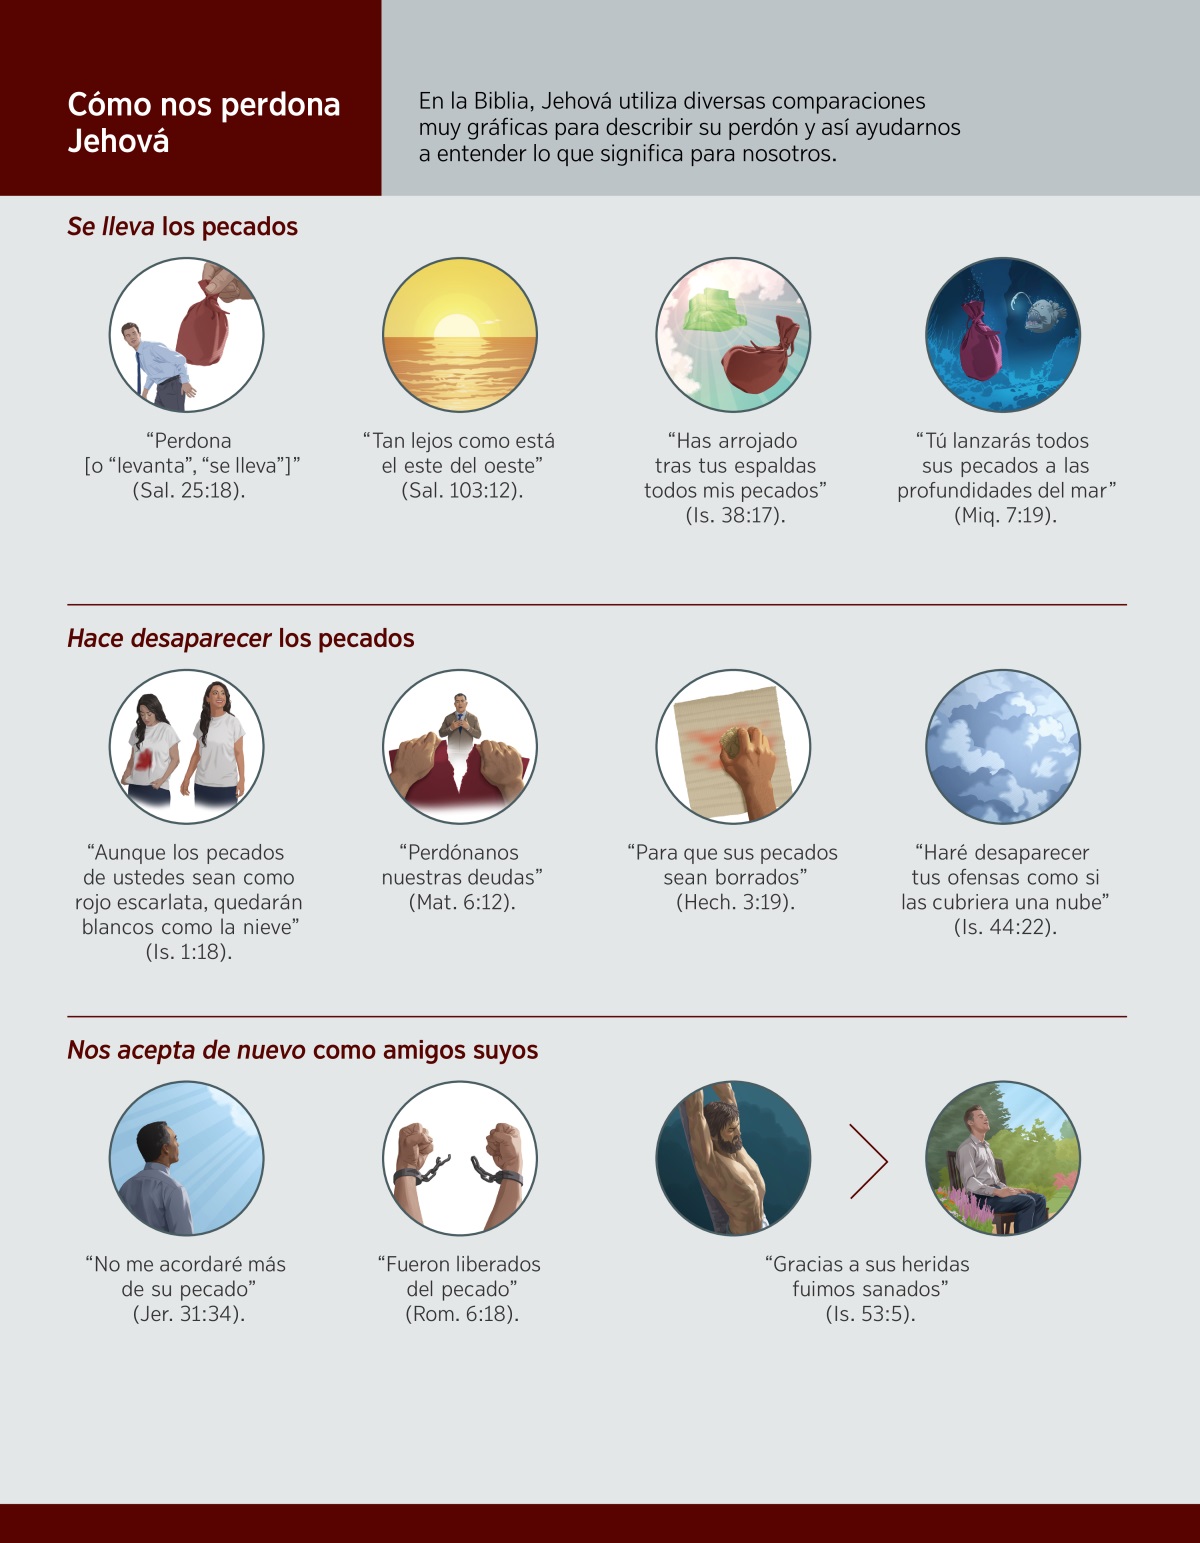 Cómo nos perdona
Jehová
En la Biblia, Jehová utiliza diversas comparaciones
muy gráficas para describir su perdón y así ayudarnos
a entender lo que significa para nosotros.
Se lleva los pecados
“Perdona
[o “levanta”, “se lleva”]”
(Sal. 25:18).
“Tan lejos como está
el este del oeste”
(Sal. 103:12).
“Has arrojado
tras tus espaldas
todos mis pecados”
(Is. 38:17).
“Tú lanzarás todos
sus pecados a las
profundidades del mar”
(Miq. 7:19).
Hace desaparecer los pecados
“Aunque los pecados
de ustedes sean como
rojo escarlata, quedarán
blancos como la nieve”
(Is. 1:18).
“Perdónanos
nuestras deudas”
(Mat. 6:12).
“Para que sus pecados
sean borrados”
(Hech. 3:19).
“Haré desaparecer
tus ofensas como si
las cubriera una nube”
(Is. 44:22).
Nos acepta de nuevo como amigos suyos
“No me acordaré más
de su pecado”
(Jer. 31:34).
“Fueron liberados
del pecado”
(Rom. 6:18).
“Gracias a sus heridas
fuimos sanados”
(Is. 53:5).